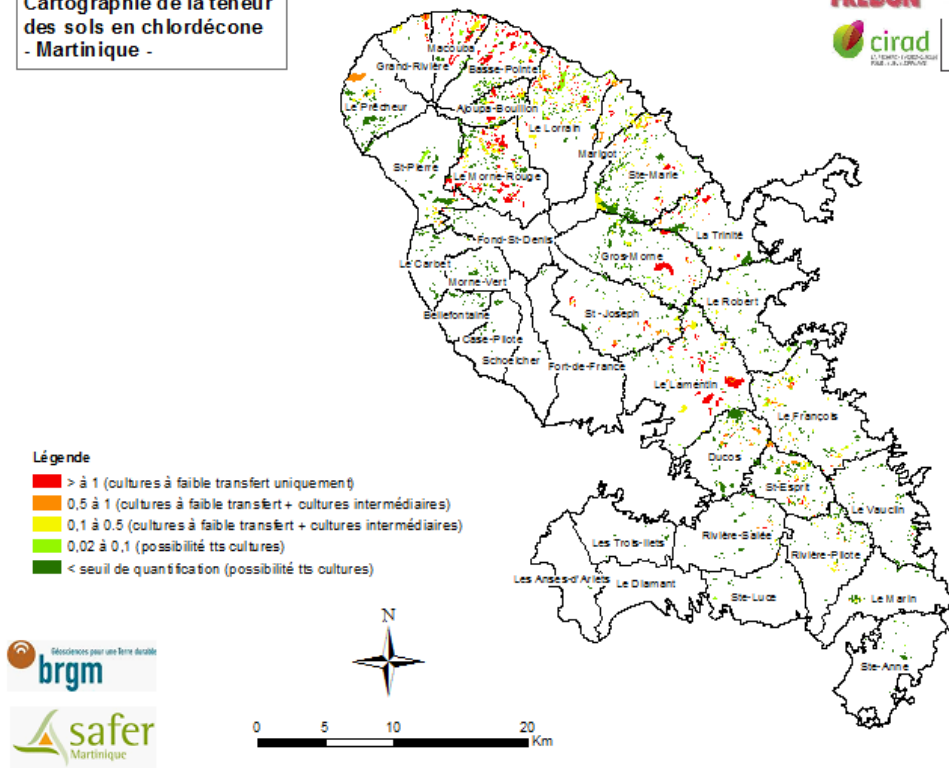 Cartographie de la teneur
des sols en chlordécone
- Martinique -
FREDON
cirad
Macouba
Grand-Rivière
Basse-Pointe
Le Prêcheur
Ajoupa-Bouillon
Le Lorrain
Marigot
St-Pierre
Le Morne-Rouge
Ste-Marie
La Trinité
Fond-St-Denis
Gros-Morne
Le Carbet
Morne-Vert
Le Robert
Bellefontaine
St-Joseph
Case-Pilote
Schoelcher
Fort-de-France
Le Lamentin
Le François
Ducos
St-Esprit
Le Vauclin
Les Trois-Ilets
Rivière-Salée
Rivière-Pilote
Les Anses-d'Arlets
Le Diamant
Ste-Luce
Le Marin
Ste-Anne
Légende
> à 1 (cultures à faible transfert uniquement)
0,5 à 1 (cultures à faible transfert + cultures intermédiaires)
0,1 à 0.5 (cultures à faible transfert + cultures intermédiaires)
0,02 à 0,1 (possibilité tts cultures)
< seuil de quantification (possibilité tts cultures)
N
Géosciences pour une Terre durable
brgm
safer
Martinique
0 5 10 20
Km